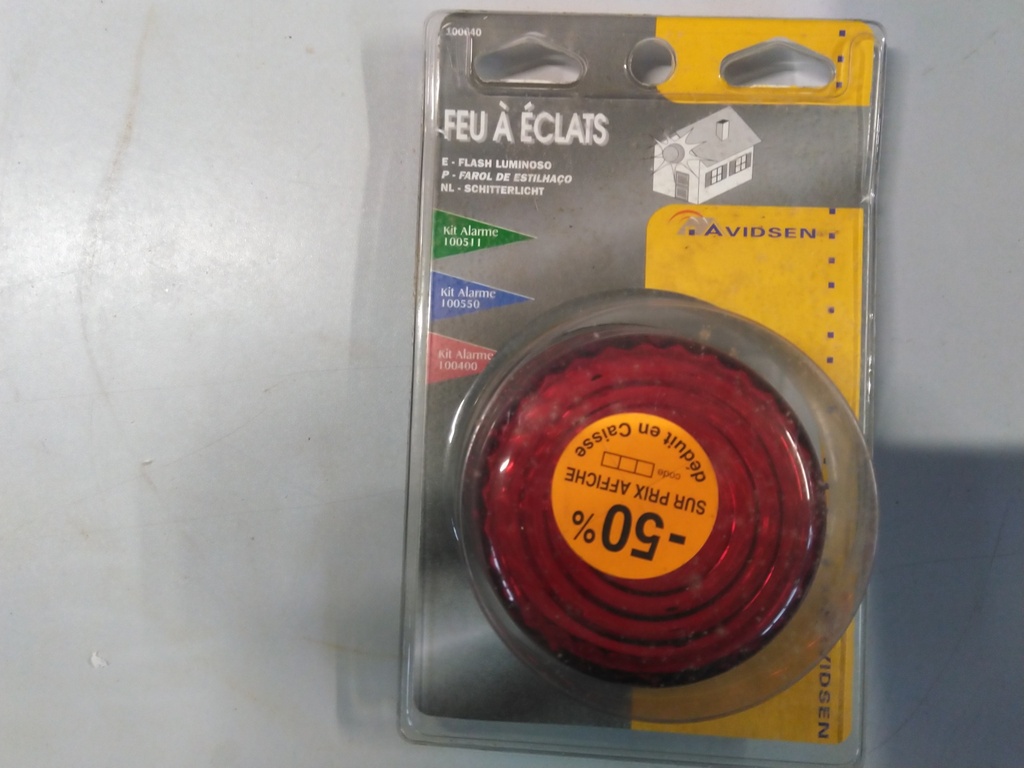 100640
FEU À ÉCLATS
E - FLASH LUMINOSO
P - FAROL DE ESTILHAÇO
NL - SCHITTERLICHT
AVIDSEN
Kit Alarme
100511
Kit Alarme
100550
Kit Alarme
100400
-50%
SUR PRIX AFFICHE
code
déduit en Caisse
VIDSEN